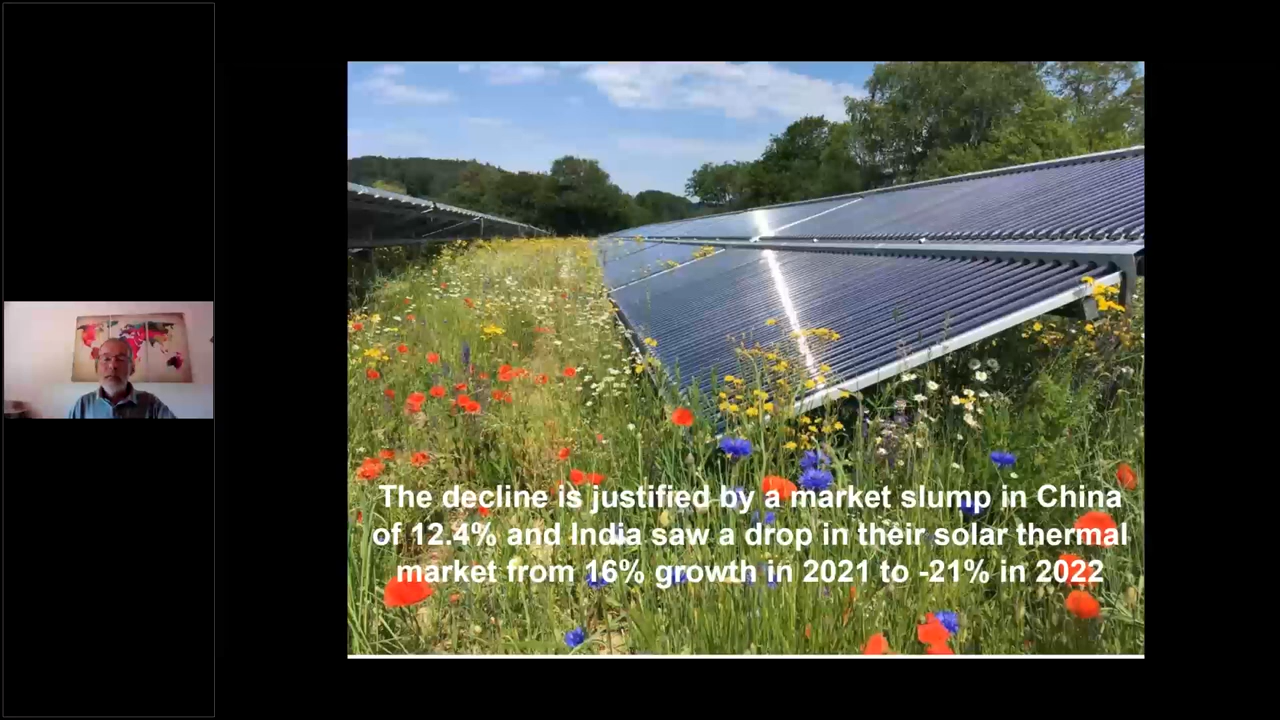 The decline is justified by a market slump in China
of 12.4% and India saw a drop in their solar thermal
market from 16% growth in 2021 to -21% in 2022